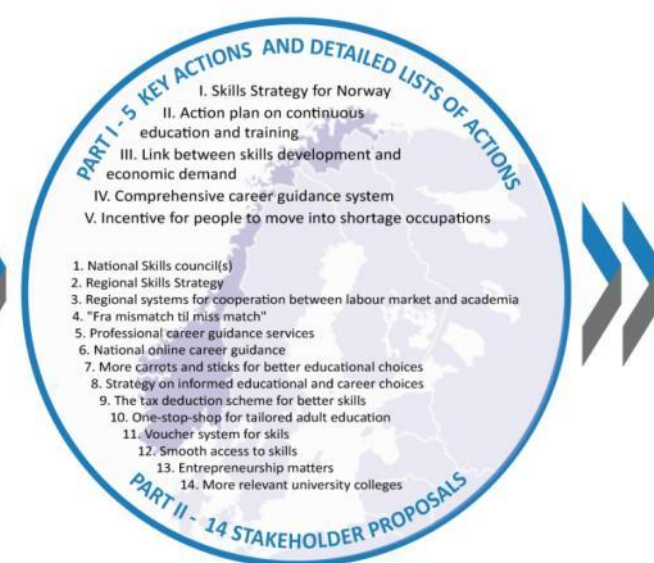 PART I - 5 KEY ACTIONS AND DETAILED LISTS OF ACTIONS
I. Skills Strategy for Norway
II. Action plan on continuous
education and training
III. Link between skills development and
economic demand
IV. Comprehensive career guidance system
V. Incentive for people to move into shortage occupations
1. National Skills council(s)
2. Regional Skills Strategy
3. Regional systems for cooperation between labour market and academia
4. "Fra mismatch til miss match"
5. Professional career guidance services
6. National online career guidance
7. More carrots and sticks for better educational choices
8. Strategy on informed educational and career choices
9. The tax deduction scheme for better skills
10. One-stop-shop for tailored adult education
11. Voucher system for skils
12. Smooth access to skills
13. Entrepreneurship matters
14. More relevant university colleges
PART II - 14 STAKEHOLDER PROPOSALS